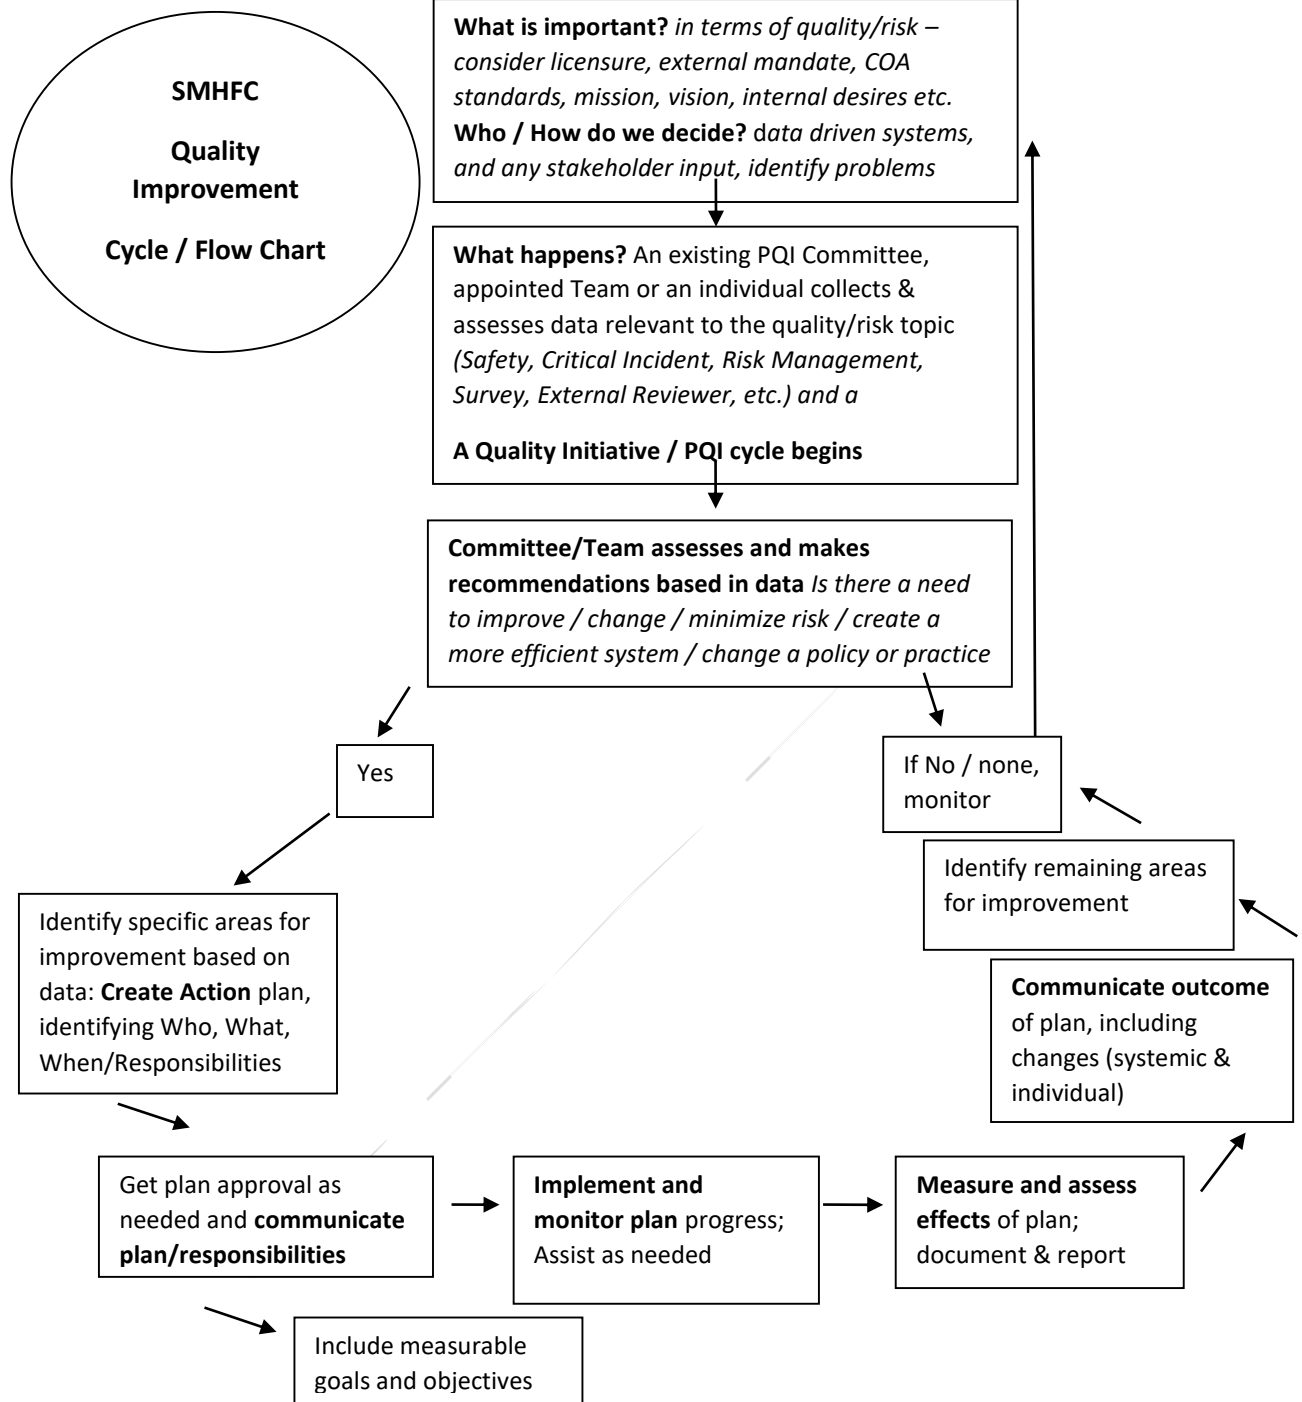 SMHFC
Quality
Improvement
Cycle / Flow Chart
What is important? in terms of quality/risk –
consider licensure, external mandate, COA
standards, mission, vision, internal desires etc.
Who / How do we decide? data driven systems,
and any stakeholder input, identify problems
What happens? An existing PQI Committee,
appointed Team or an individual collects &
assesses data relevant to the quality/risk topic
(Safety, Critical Incident, Risk Management,
Survey, External Reviewer, etc.) and a
A Quality Initiative / PQI cycle begins
Committee/Team assesses and makes
recommendations based in data Is there a need
to improve / change / minimize risk / create a
more efficient system / change a policy or practice
Yes
If No / none,
monitor
Identify specific areas for
improvement based on
data: Create Action plan,
identifying Who, What,
When/Responsibilities
Identify remaining areas
for improvement
Communicate outcome
of plan, including
changes (systemic &
individual)
Get plan approval as
needed and communicate
plan/responsibilities
Implement and
monitor plan progress;
Assist as needed
Measure and assess
effects of plan;
document & report
Include measurable
goals and objectives